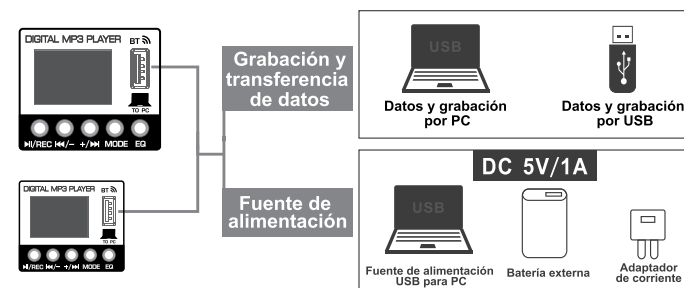 DIGITAL MP3 PLAYER
BT
TO PC
▶II/REC I◀◀/− +/▶▶I MODE EQ
DIGITAL MP3 PLAYER
BT
TO PC
▶II/REC I◀◀/− +/▶▶I MODE EQ
Grabación y
transferencia
de datos
Fuente de
alimentación
USB
Datos y grabación
por PC
Datos y grabación
por USB
DC 5V/1A
USB
Fuente de alimentación
USB para PC
Batería externa
Adaptador
de corriente